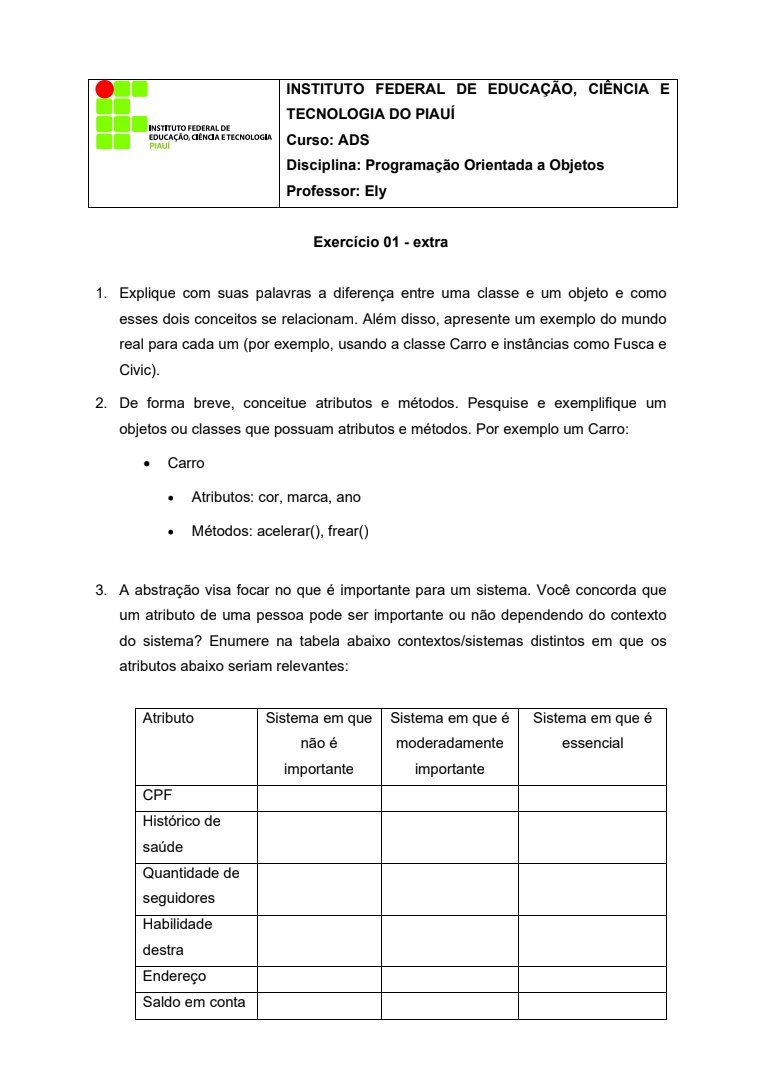 INSTITUTO FEDERAL DE
EDUCAÇÃO, CIÊNCIA E TECNOLOGIA
PIAUÍ
INSTITUTO FEDERAL DE EDUCAÇÃO, CIÊNCIA E
TECNOLOGIA DO PIAUÍ
Curso: ADS
Disciplina: Programação Orientada a Objetos
Professor: Ely
Exercício 01 - extra
1. Explique com suas palavras a diferença entre uma classe e um objeto e como
esses dois conceitos se relacionam. Além disso, apresente um exemplo do mundo
real para cada um (por exemplo, usando a classe Carro e instâncias como Fusca e
Civic).
2. De forma breve, conceitue atributos e métodos. Pesquise e exemplifique um
objetos ou classes que possuam atributos e métodos. Por exemplo um Carro:
• Carro
• Atributos: cor, marca, ano
• Métodos: acelerar(), frear()
3. A abstração visa focar no que é importante para um sistema. Você concorda que
um atributo de uma pessoa pode ser importante ou não dependendo do contexto
do sistema? Enumere na tabela abaixo contextos/sistemas distintos em que os
atributos abaixo seriam relevantes:
Atributo Sistema em que Sistema em que é Sistema em que é
não é moderadamente essencial
importante importante
CPF
Histórico de
saúde
Quantidade de
seguidores
Habilidade
destra
Endereço
Saldo em conta